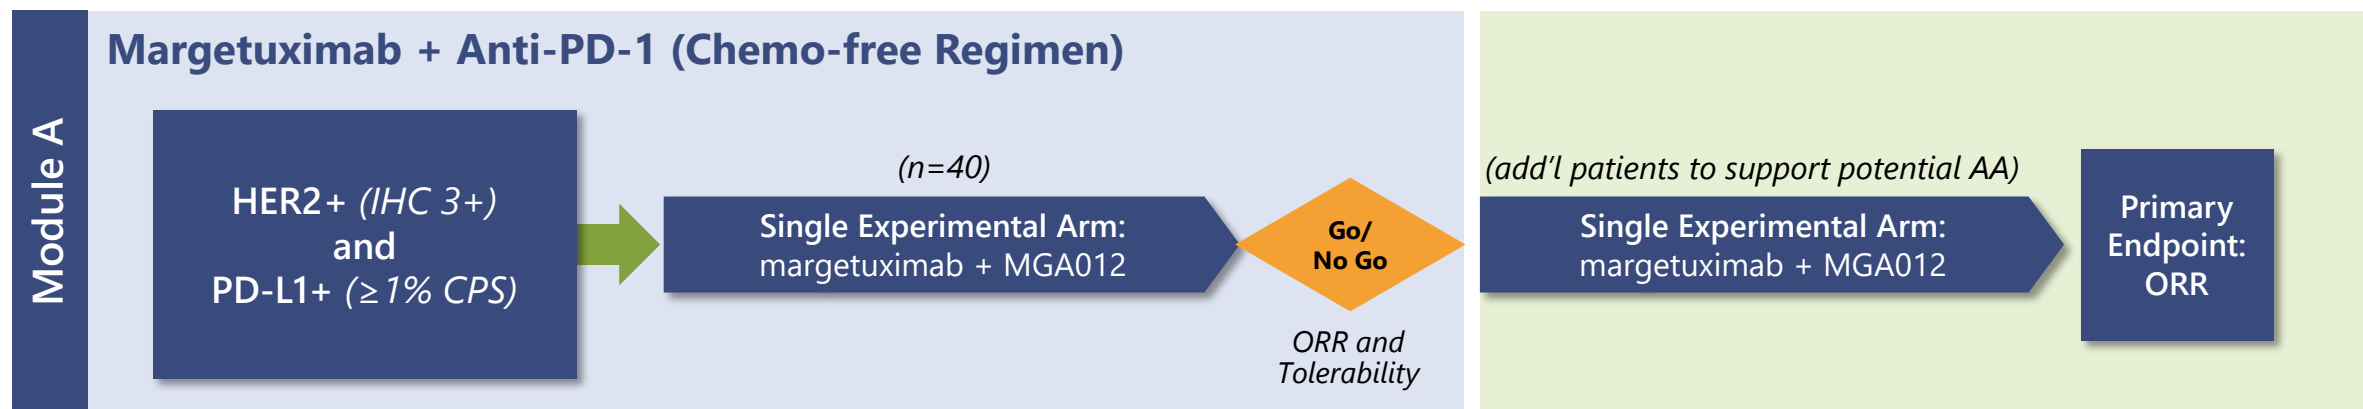 Module A
Margetuximab + Anti-PD-1 (Chemo-free Regimen)
HER2+ (IHC 3+)
and
PD-L1+ (≥1% CPS)
(n=40)
Single Experimental Arm:
margetuximab + MGA012
Go/
No Go
ORR and
Tolerability
(add’l patients to support potential AA)
Single Experimental Arm:
margetuximab + MGA012
Primary
Endpoint:
ORR